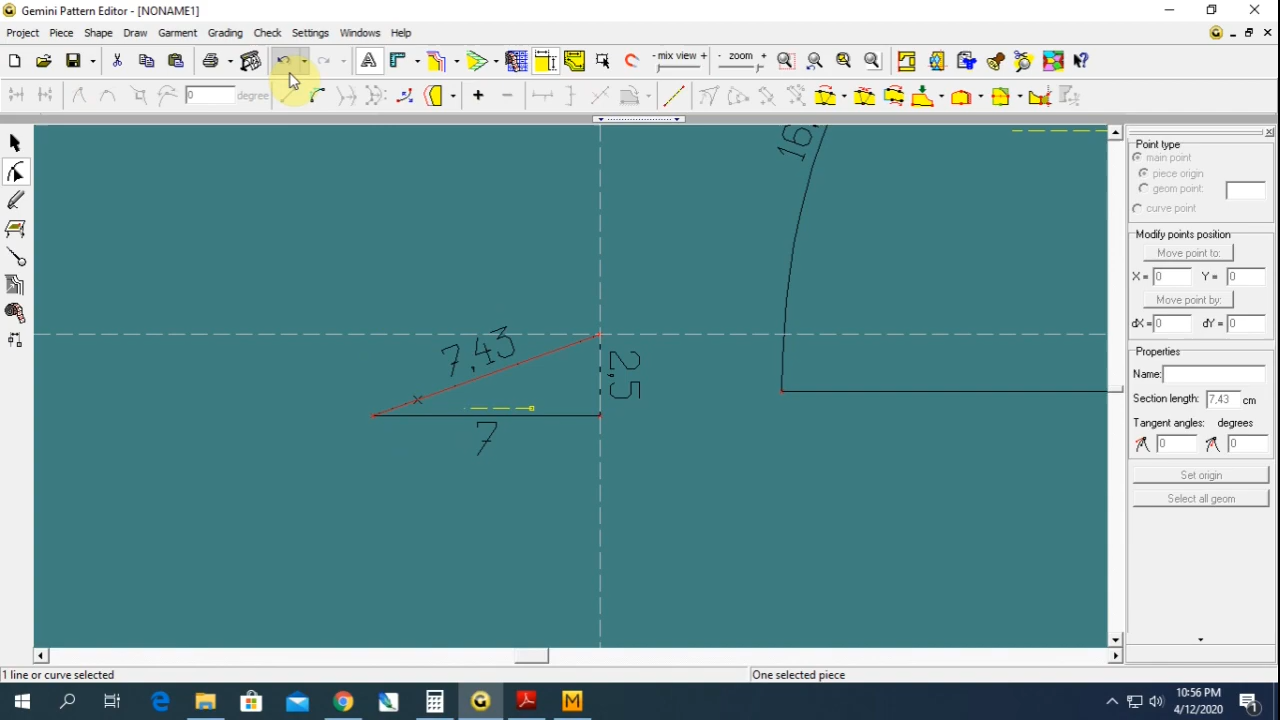 Gemini Pattern Editor - [NONAME1]
Project Piece Shape Draw Garment Grading Check Settings Windows Help
- mix view + - zoom +
0 degree
16
7,43
2,5
7
Point type
main point
piece origin
geom point:
curve point
Modify points position
Move point to:
X = 0 Y = 0
Move point by:
dX = 0 dY = 0
Properties
Name:
Section length: 7.43 cm
Tangent angles: degrees
0 0
Set origin
Select all geom
1 line or curve selected One selected piece
10:56 PM
4/12/2020